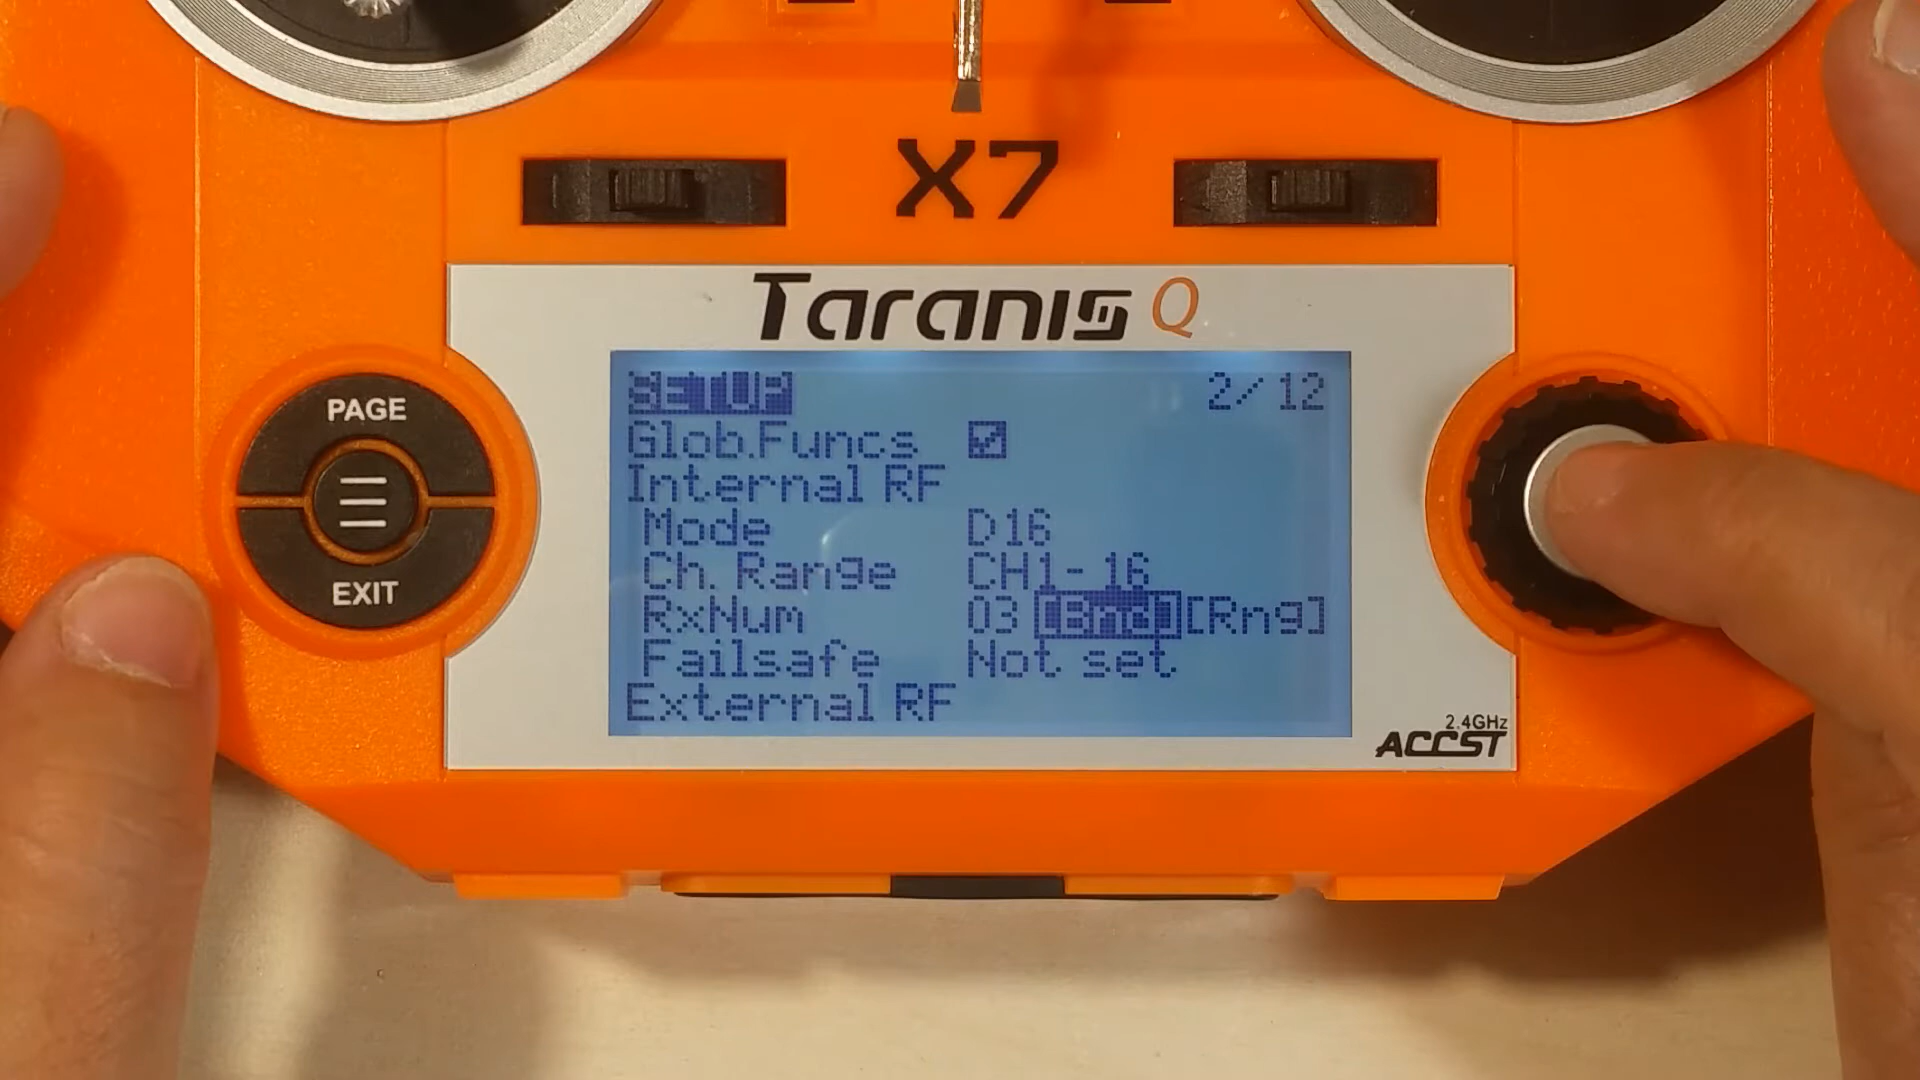 X7
Taranis Q
PAGE
EXIT
SETUP 2/12
Glob.Funcs
Internal RF
Mode D16
Ch. Range CH1-16
RxNum 03 [Bnd][Rng]
Failsafe Not set
External RF
2.4GHz
ACCST